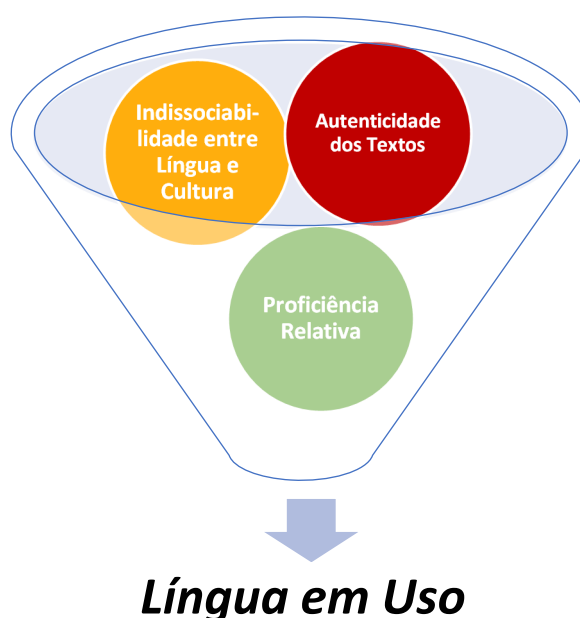 Indissociabi-
lidade entre
Língua e
Cultura
Autenticidade
dos Textos
Proficiência
Relativa
Língua em Uso